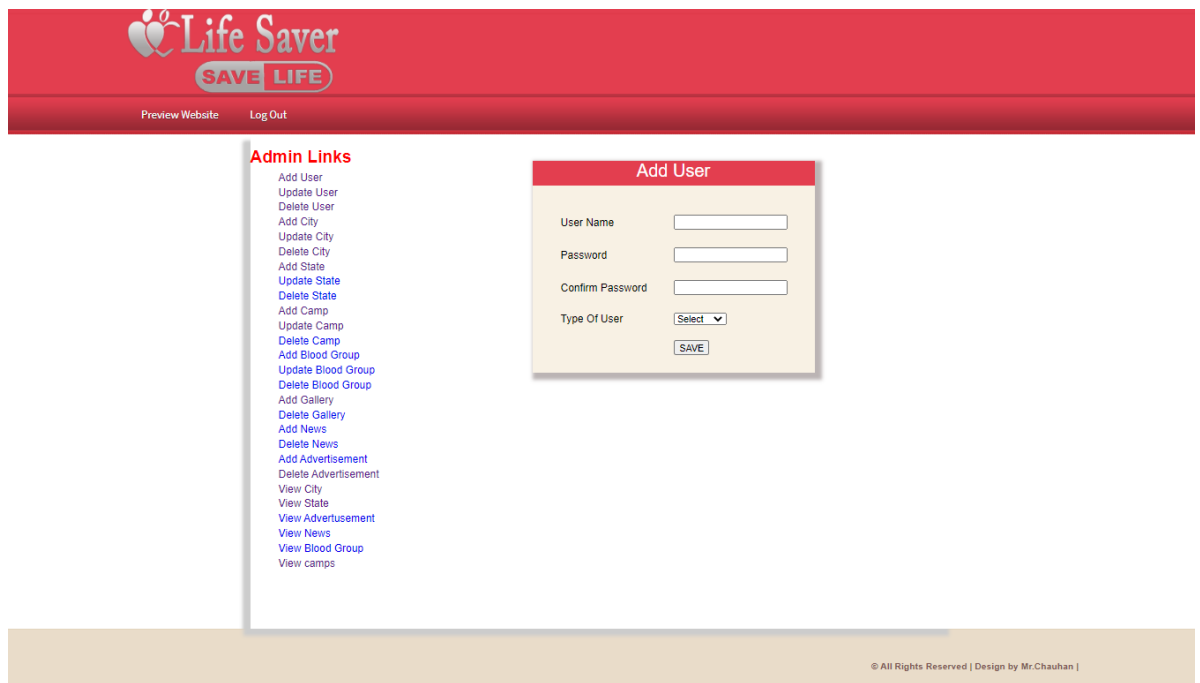 Life Saver
SAVE LIFE
Preview Website Log Out
Admin Links
Add User
Update User
Delete User
Add City
Update City
Delete City
Add State
Update State
Delete State
Add Camp
Update Camp
Delete Camp
Add Blood Group
Update Blood Group
Delete Blood Group
Add Gallery
Delete Gallery
Add News
Delete News
Add Advertisement
Delete Advertisement
View City
View State
View Advertusement
View News
View Blood Group
View camps
Add User
User Name
Password
Confirm Password
Type Of User Select
SAVE
© All Rights Reserved | Design by Mr.Chauhan |